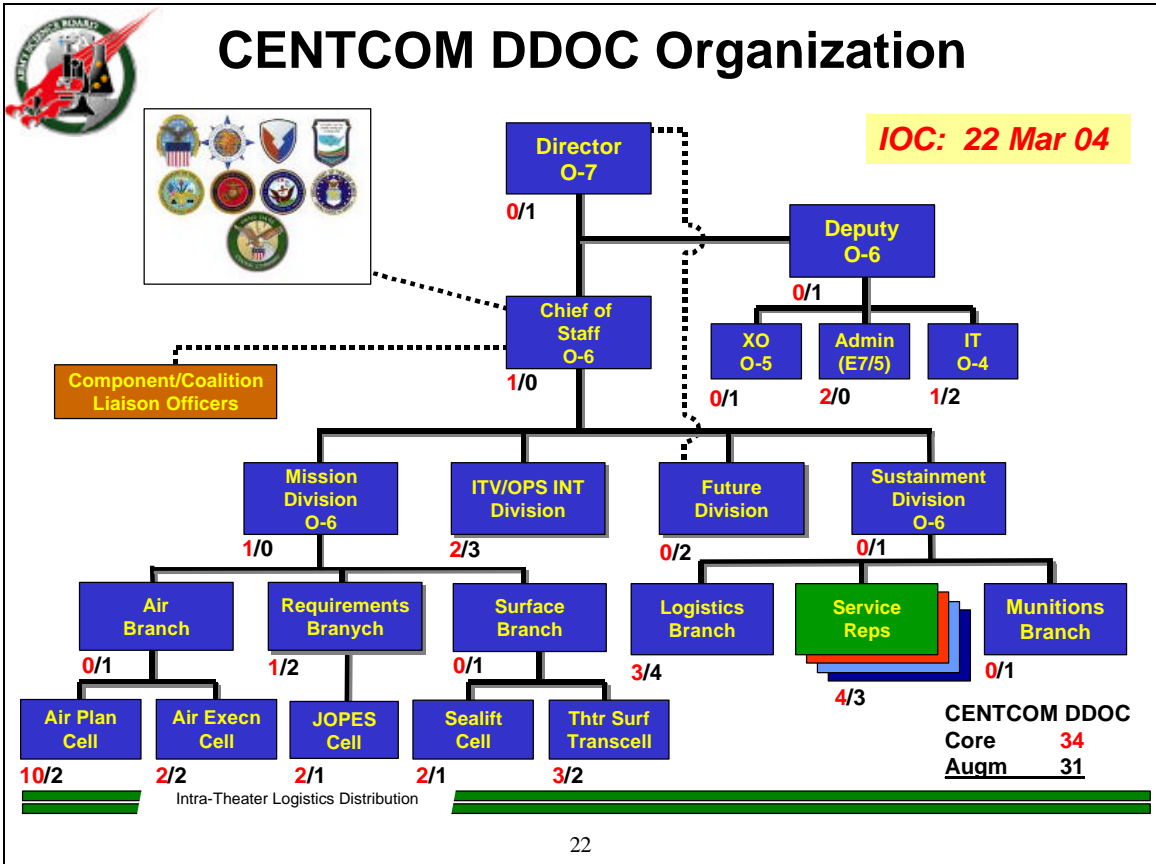 ARMY SCIENCE BOARD
CENTCOM DDOC Organization
IOC: 22 Mar 04
Director
O-7
0/1
Deputy
O-6
0/1
Chief of
Staff
O-6
1/0
XO
O-5
0/1
Admin
(E7/5)
2/0
IT
O-4
1/2
Component/Coalition
Liaison Officers
Mission
Division
O-6
1/0
ITV/OPS INT
Division
2/3
Future
Division
0/2
Sustainment
Division
O-6
0/1
Air
Branch
0/1
Requirements
Branych
1/2
Surface
Branch
0/1
Logistics
Branch
3/4
Service
Reps
4/3
Munitions
Branch
0/1
Air Plan
Cell
10/2
Air Execn
Cell
2/2
JOPES
Cell
2/1
Sealift
Cell
2/1
Thtr Surf
Transcell
3/2
CENTCOM DDOC
Core 34
Augm 31
Intra-Theater Logistics Distribution
22